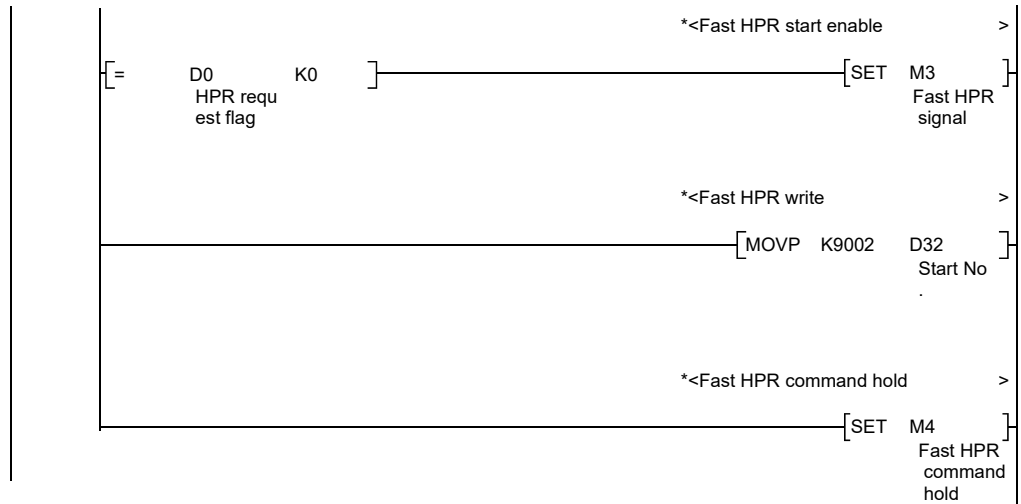 *<Fast HPR start enable >
[= D0 K0 ] [SET M3 ]
HPR requ Fast HPR
est flag signal
*<Fast HPR write >
[MOVP K9002 D32 ]
Start No
.
*<Fast HPR command hold >
[SET M4 ]
Fast HPR
command
hold